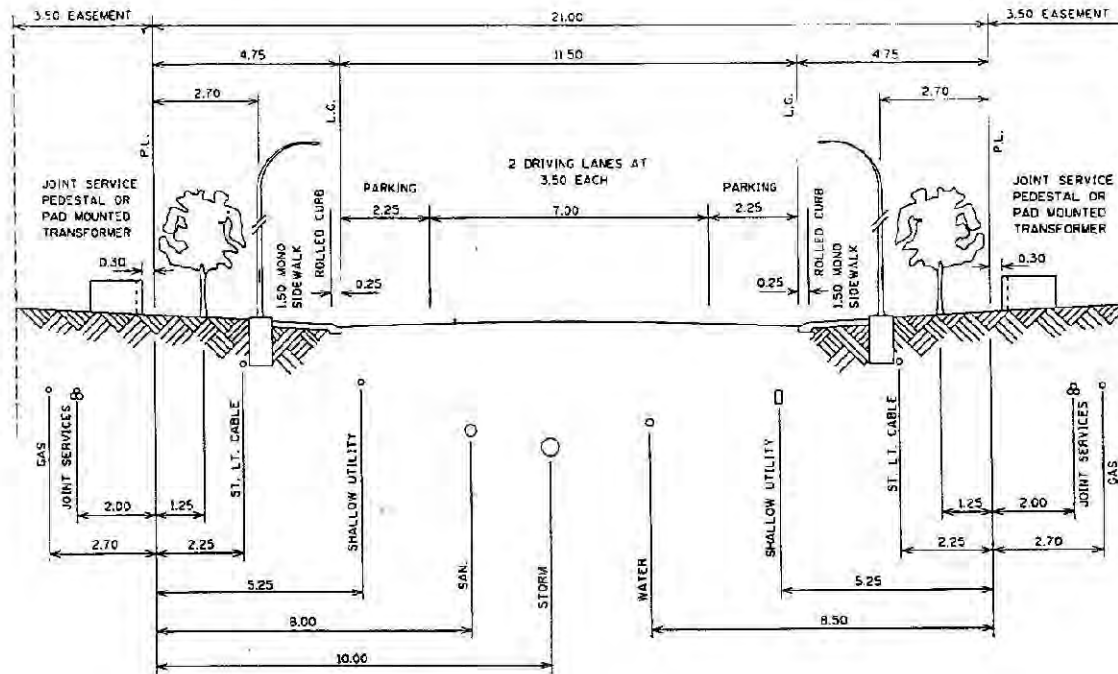 3.50 EASEMENT
21.00
3.50 EASEMENT
4.75
11.50
4.75
2.70
2.70
P.L.
L.G.
L.G.
P.L.
2 DRIVING LANES AT
3.50 EACH
JOINT SERVICE
PEDESTAL OR
PAD MOUNTED
TRANSFORMER
PARKING
PARKING
JOINT SERVICE
PEDESTAL OR
PAD MOUNTED
TRANSFORMER
2.25
7.00
2.25
0.30
1.50 MONO
SIDEWALK
ROLLED CURB
0.25
0.25
ROLLED CURB
1.50 MONO
SIDEWALK
0.30
GAS
JOINT SERVICES
ST. LT. CABLE
SHALLOW UTILITY
SAN.
STORM
WATER
SHALLOW UTILITY
ST. LT. CABLE
JOINT SERVICES
GAS
2.00
1.25
1.25
2.00
2.70
2.25
2.25
2.70
5.25
5.25
8.00
8.50
10.00